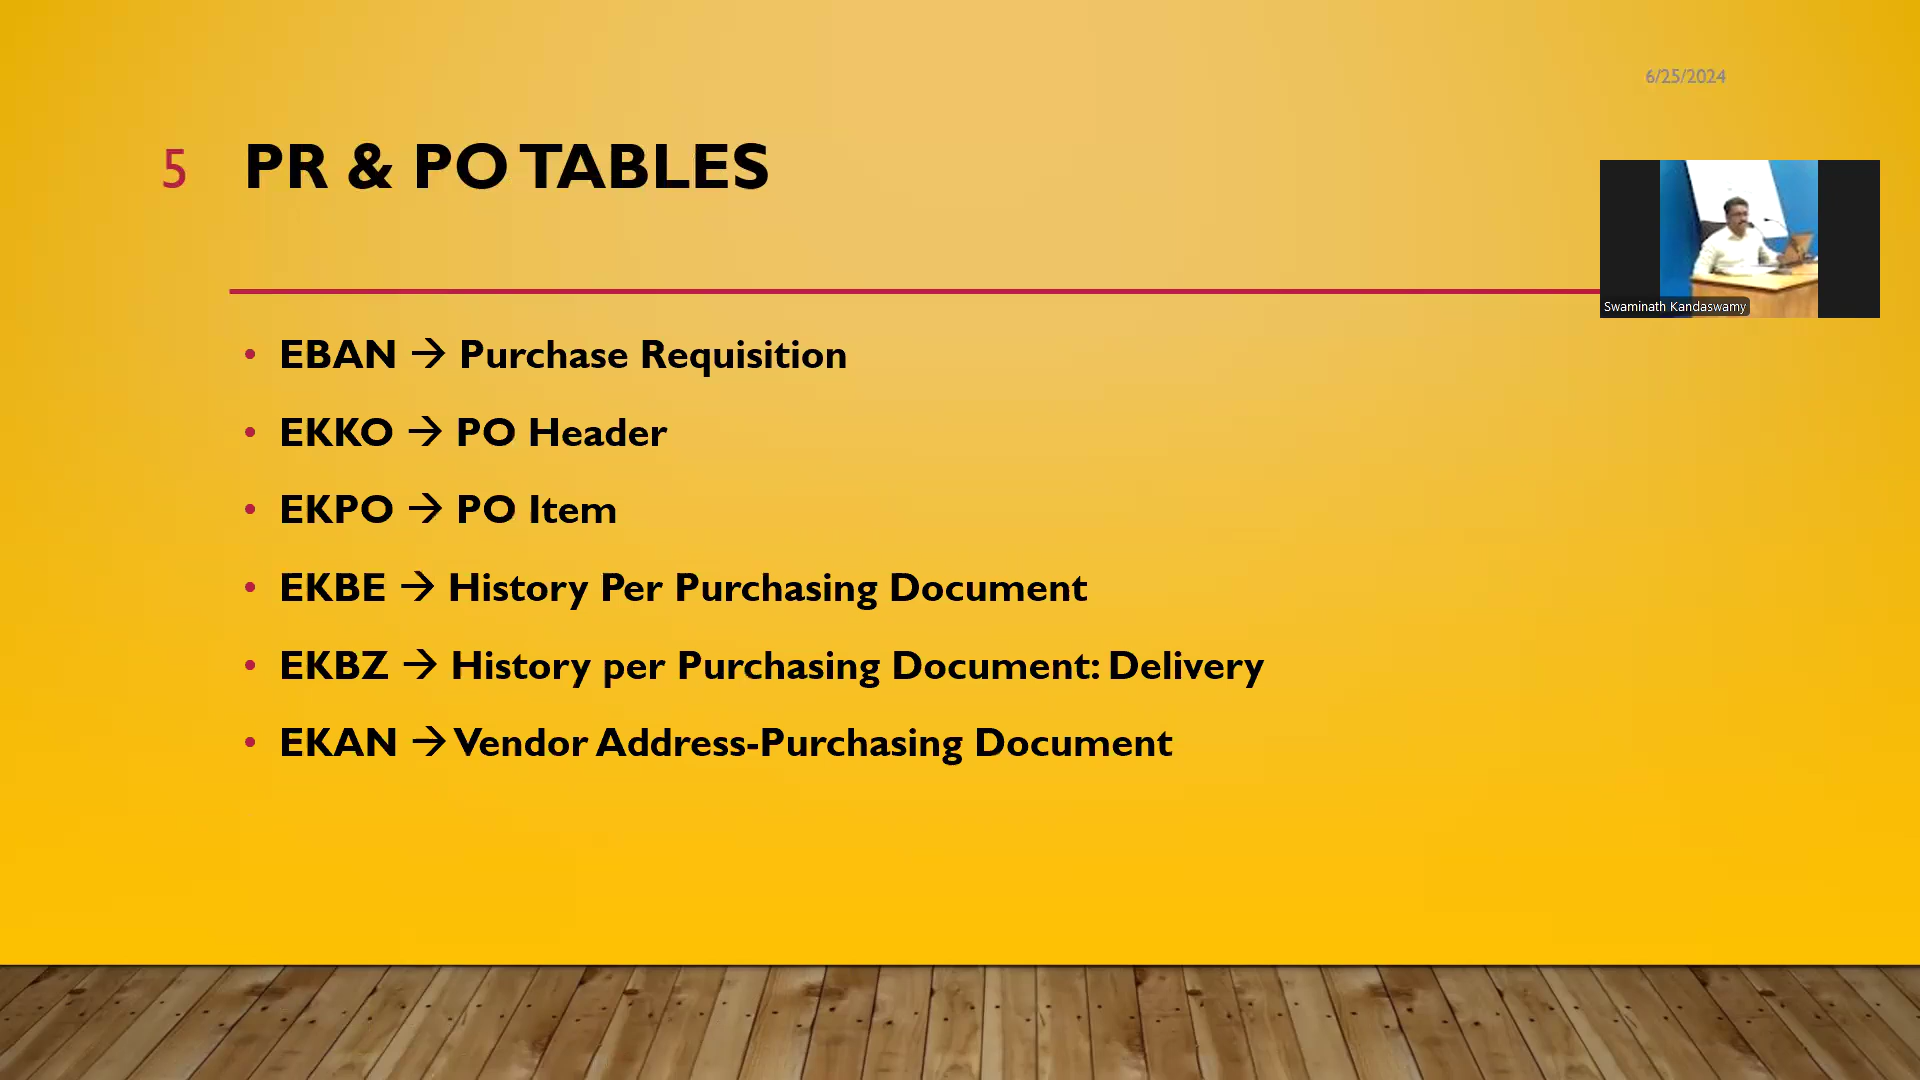 6/25/2024
5 PR & PO TABLES
Swaminath Kandaswamy
• EBAN → Purchase Requisition
• EKKO → PO Header
• EKPO → PO Item
• EKBE → History Per Purchasing Document
• EKBZ → History per Purchasing Document: Delivery
• EKAN → Vendor Address-Purchasing Document